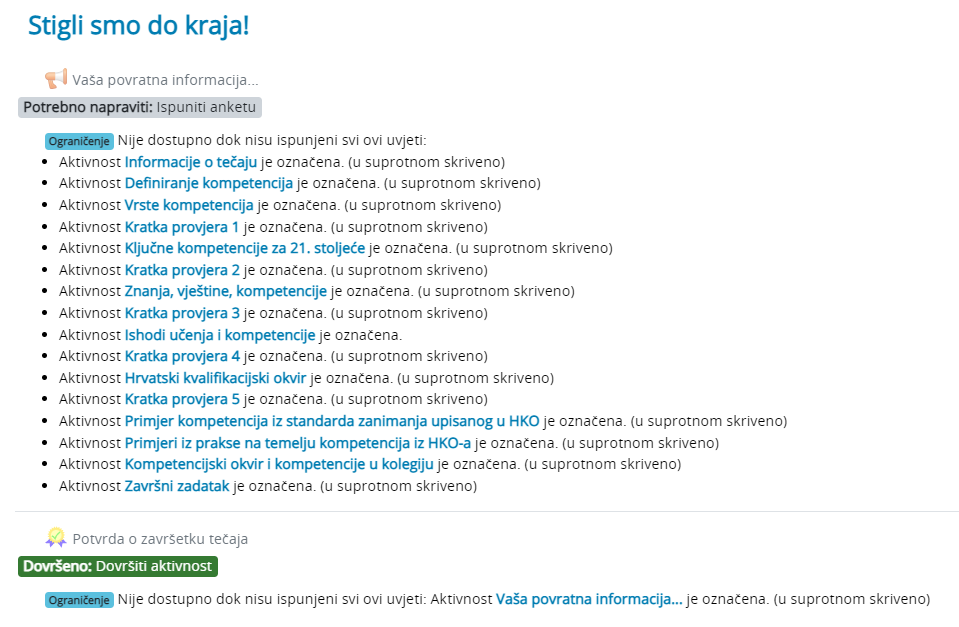 Stigli smo do kraja!
Vaša povratna informacija...
Potrebno napraviti: Ispuniti anketu
Ograničenje Nije dostupno dok nisu ispunjeni svi ovi uvjeti:
Aktivnost Informacije o tečaju je označena. (u suprotnom skriveno)
Aktivnost Definiranje kompetencija je označena. (u suprotnom skriveno)
Aktivnost Vrste kompetencija je označena. (u suprotnom skriveno)
Aktivnost Kratka provjera 1 je označena. (u suprotnom skriveno)
Aktivnost Ključne kompetencije za 21. stoljeće je označena. (u suprotnom skriveno)
Aktivnost Kratka provjera 2 je označena. (u suprotnom skriveno)
Aktivnost Znanja, vještine, kompetencije je označena. (u suprotnom skriveno)
Aktivnost Kratka provjera 3 je označena. (u suprotnom skriveno)
Aktivnost Ishodi učenja i kompetencije je označena.
Aktivnost Kratka provjera 4 je označena. (u suprotnom skriveno)
Aktivnost Hrvatski kvalifikacijski okvir je označena. (u suprotnom skriveno)
Aktivnost Kratka provjera 5 je označena. (u suprotnom skriveno)
Aktivnost Primjer kompetencija iz standarda zanimanja upisanog u HKO je označena. (u suprotnom skriveno)
Aktivnost Primjeri iz prakse na temelju kompetencija iz HKO-a je označena. (u suprotnom skriveno)
Aktivnost Kompetencijski okvir i kompetencije u kolegiju je označena. (u suprotnom skriveno)
Aktivnost Završni zadatak je označena. (u suprotnom skriveno)
Potvrda o završetku tečaja
Dovršeno: Dovršiti aktivnost
Ograničenje Nije dostupno dok nisu ispunjeni svi ovi uvjeti: Aktivnost Vaša povratna informacija... je označena. (u suprotnom skriveno)